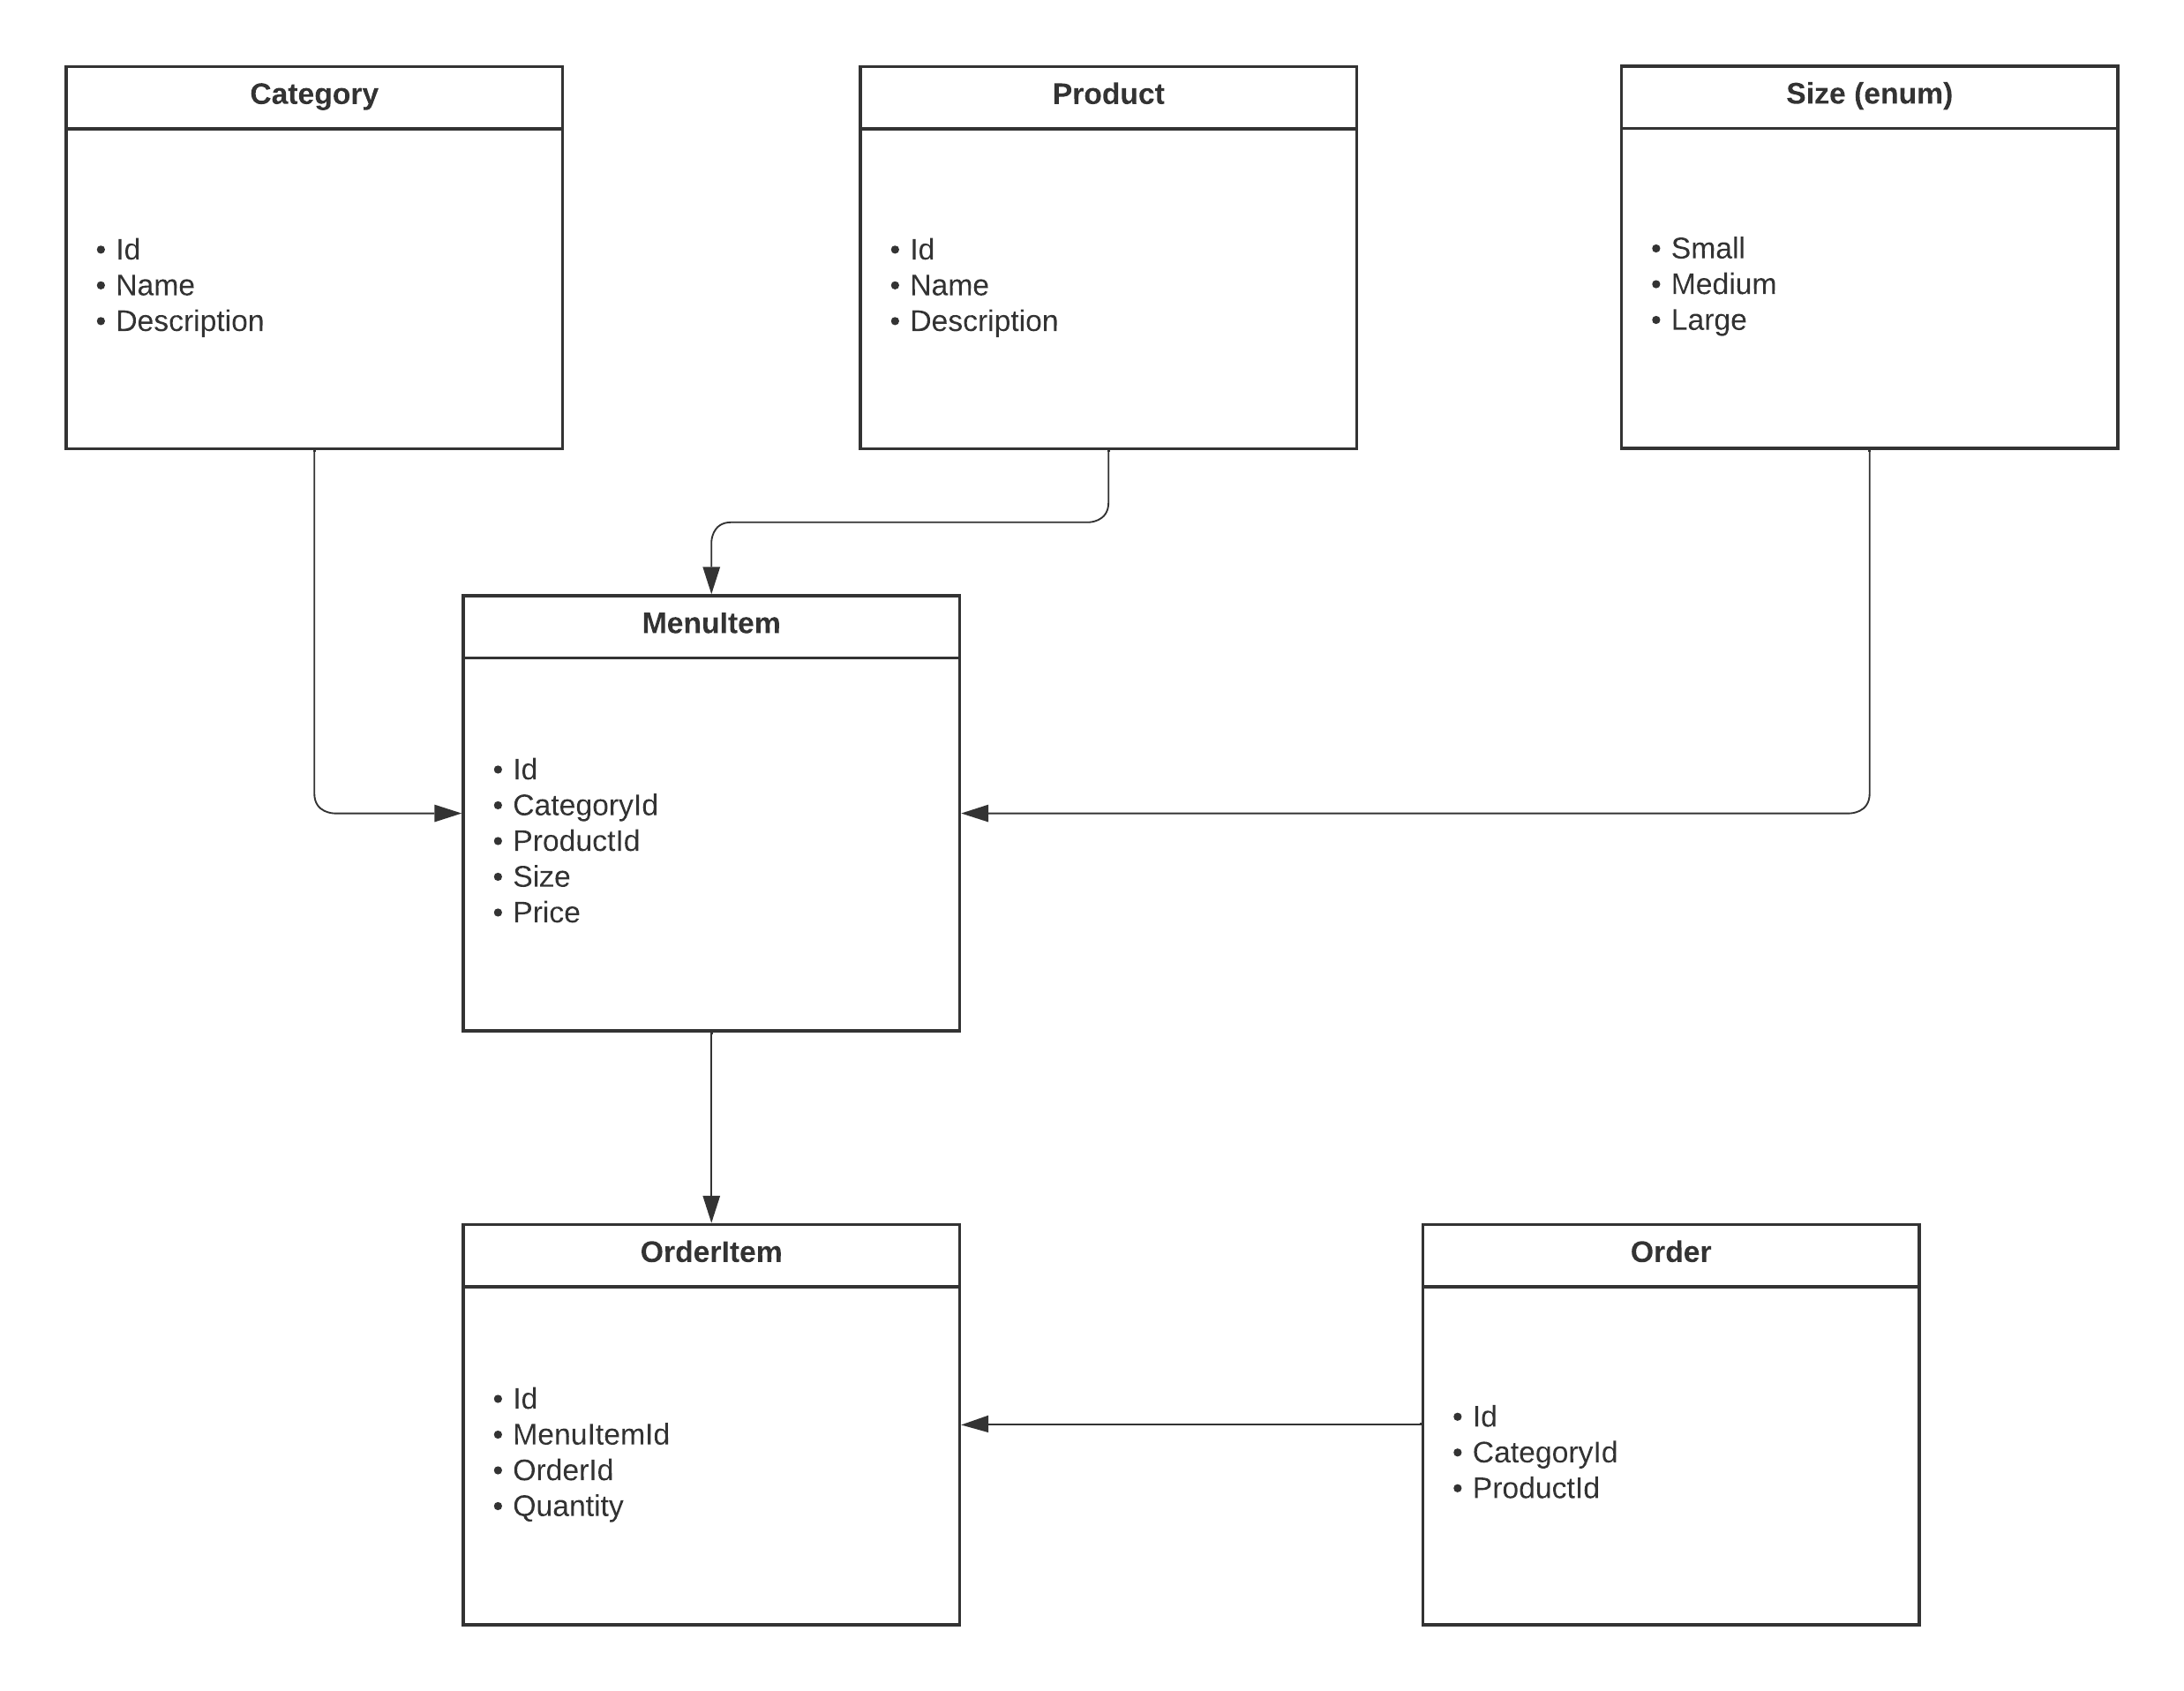 Category
• Id
• Name
• Description
Product
• Id
• Name
• Description
Size (enum)
• Small
• Medium
• Large
MenuItem
• Id
• CategoryId
• ProductId
• Size
• Price
OrderItem
• Id
• MenuItemId
• OrderId
• Quantity
Order
• Id
• CategoryId
• ProductId